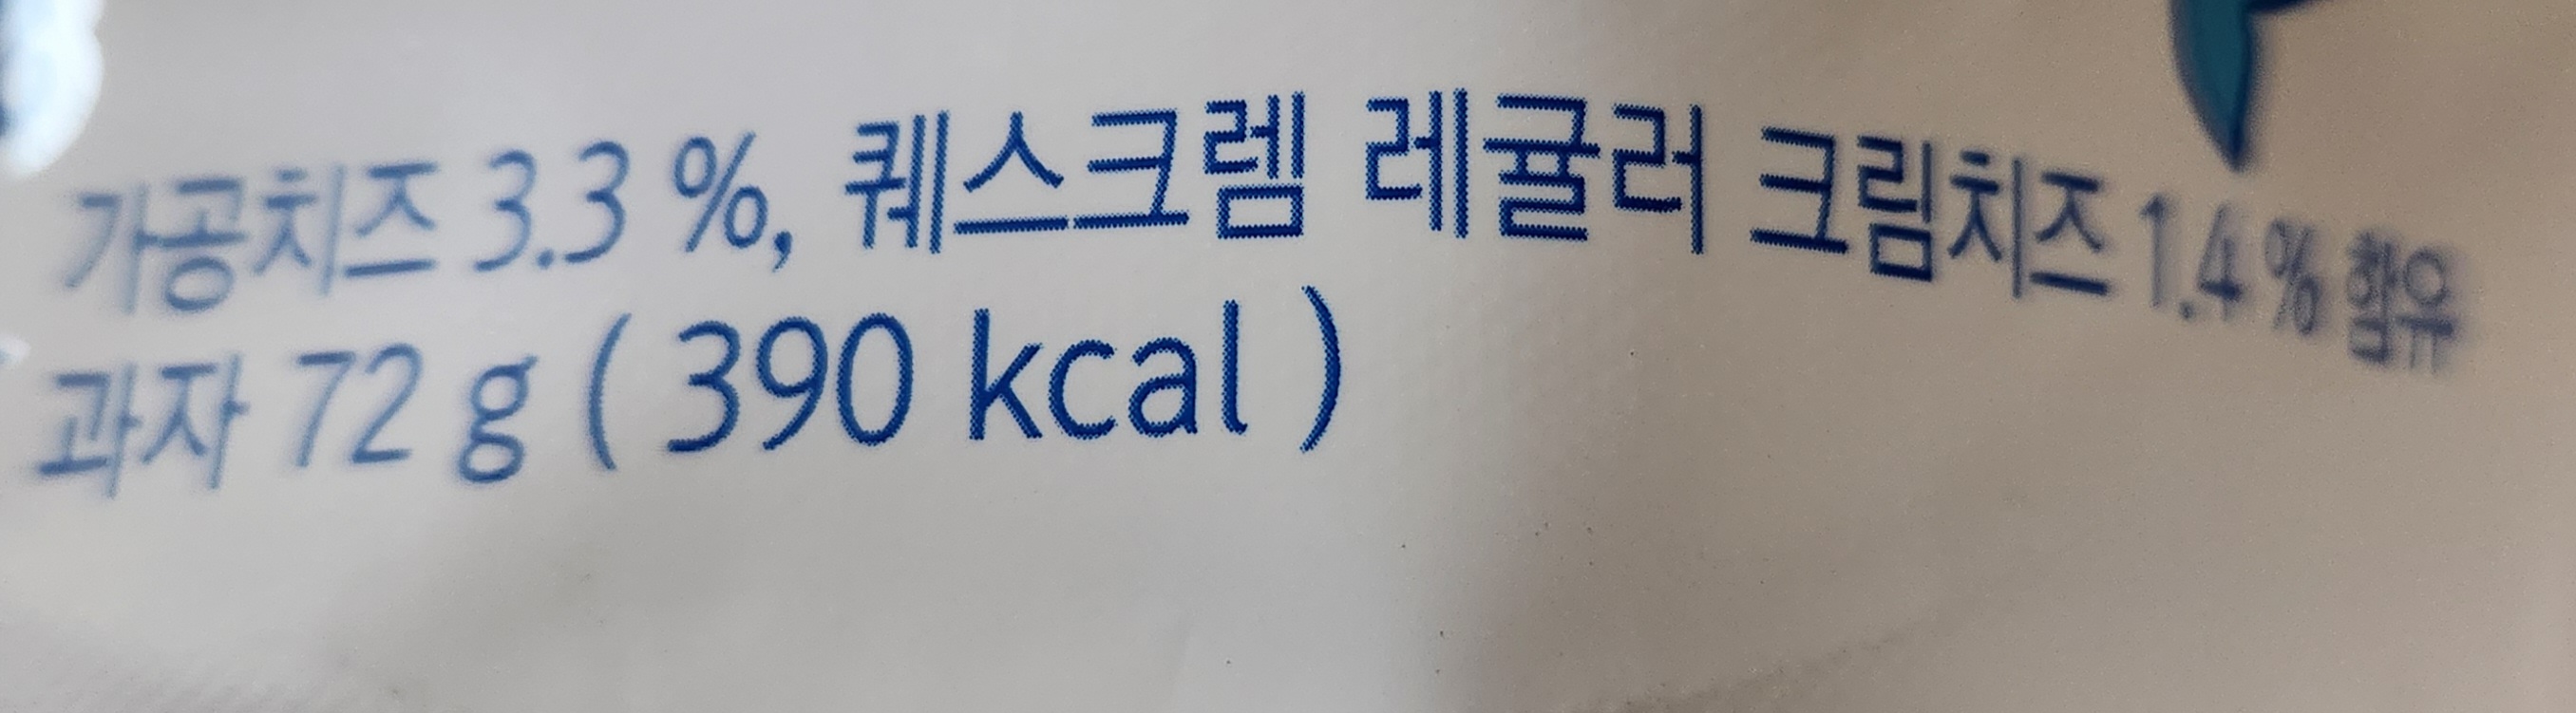 가공치즈 3.3 %, 퀘스크렘 레귤러 크림치즈 1.4 % 함유
과자 72 g ( 390 kcal )